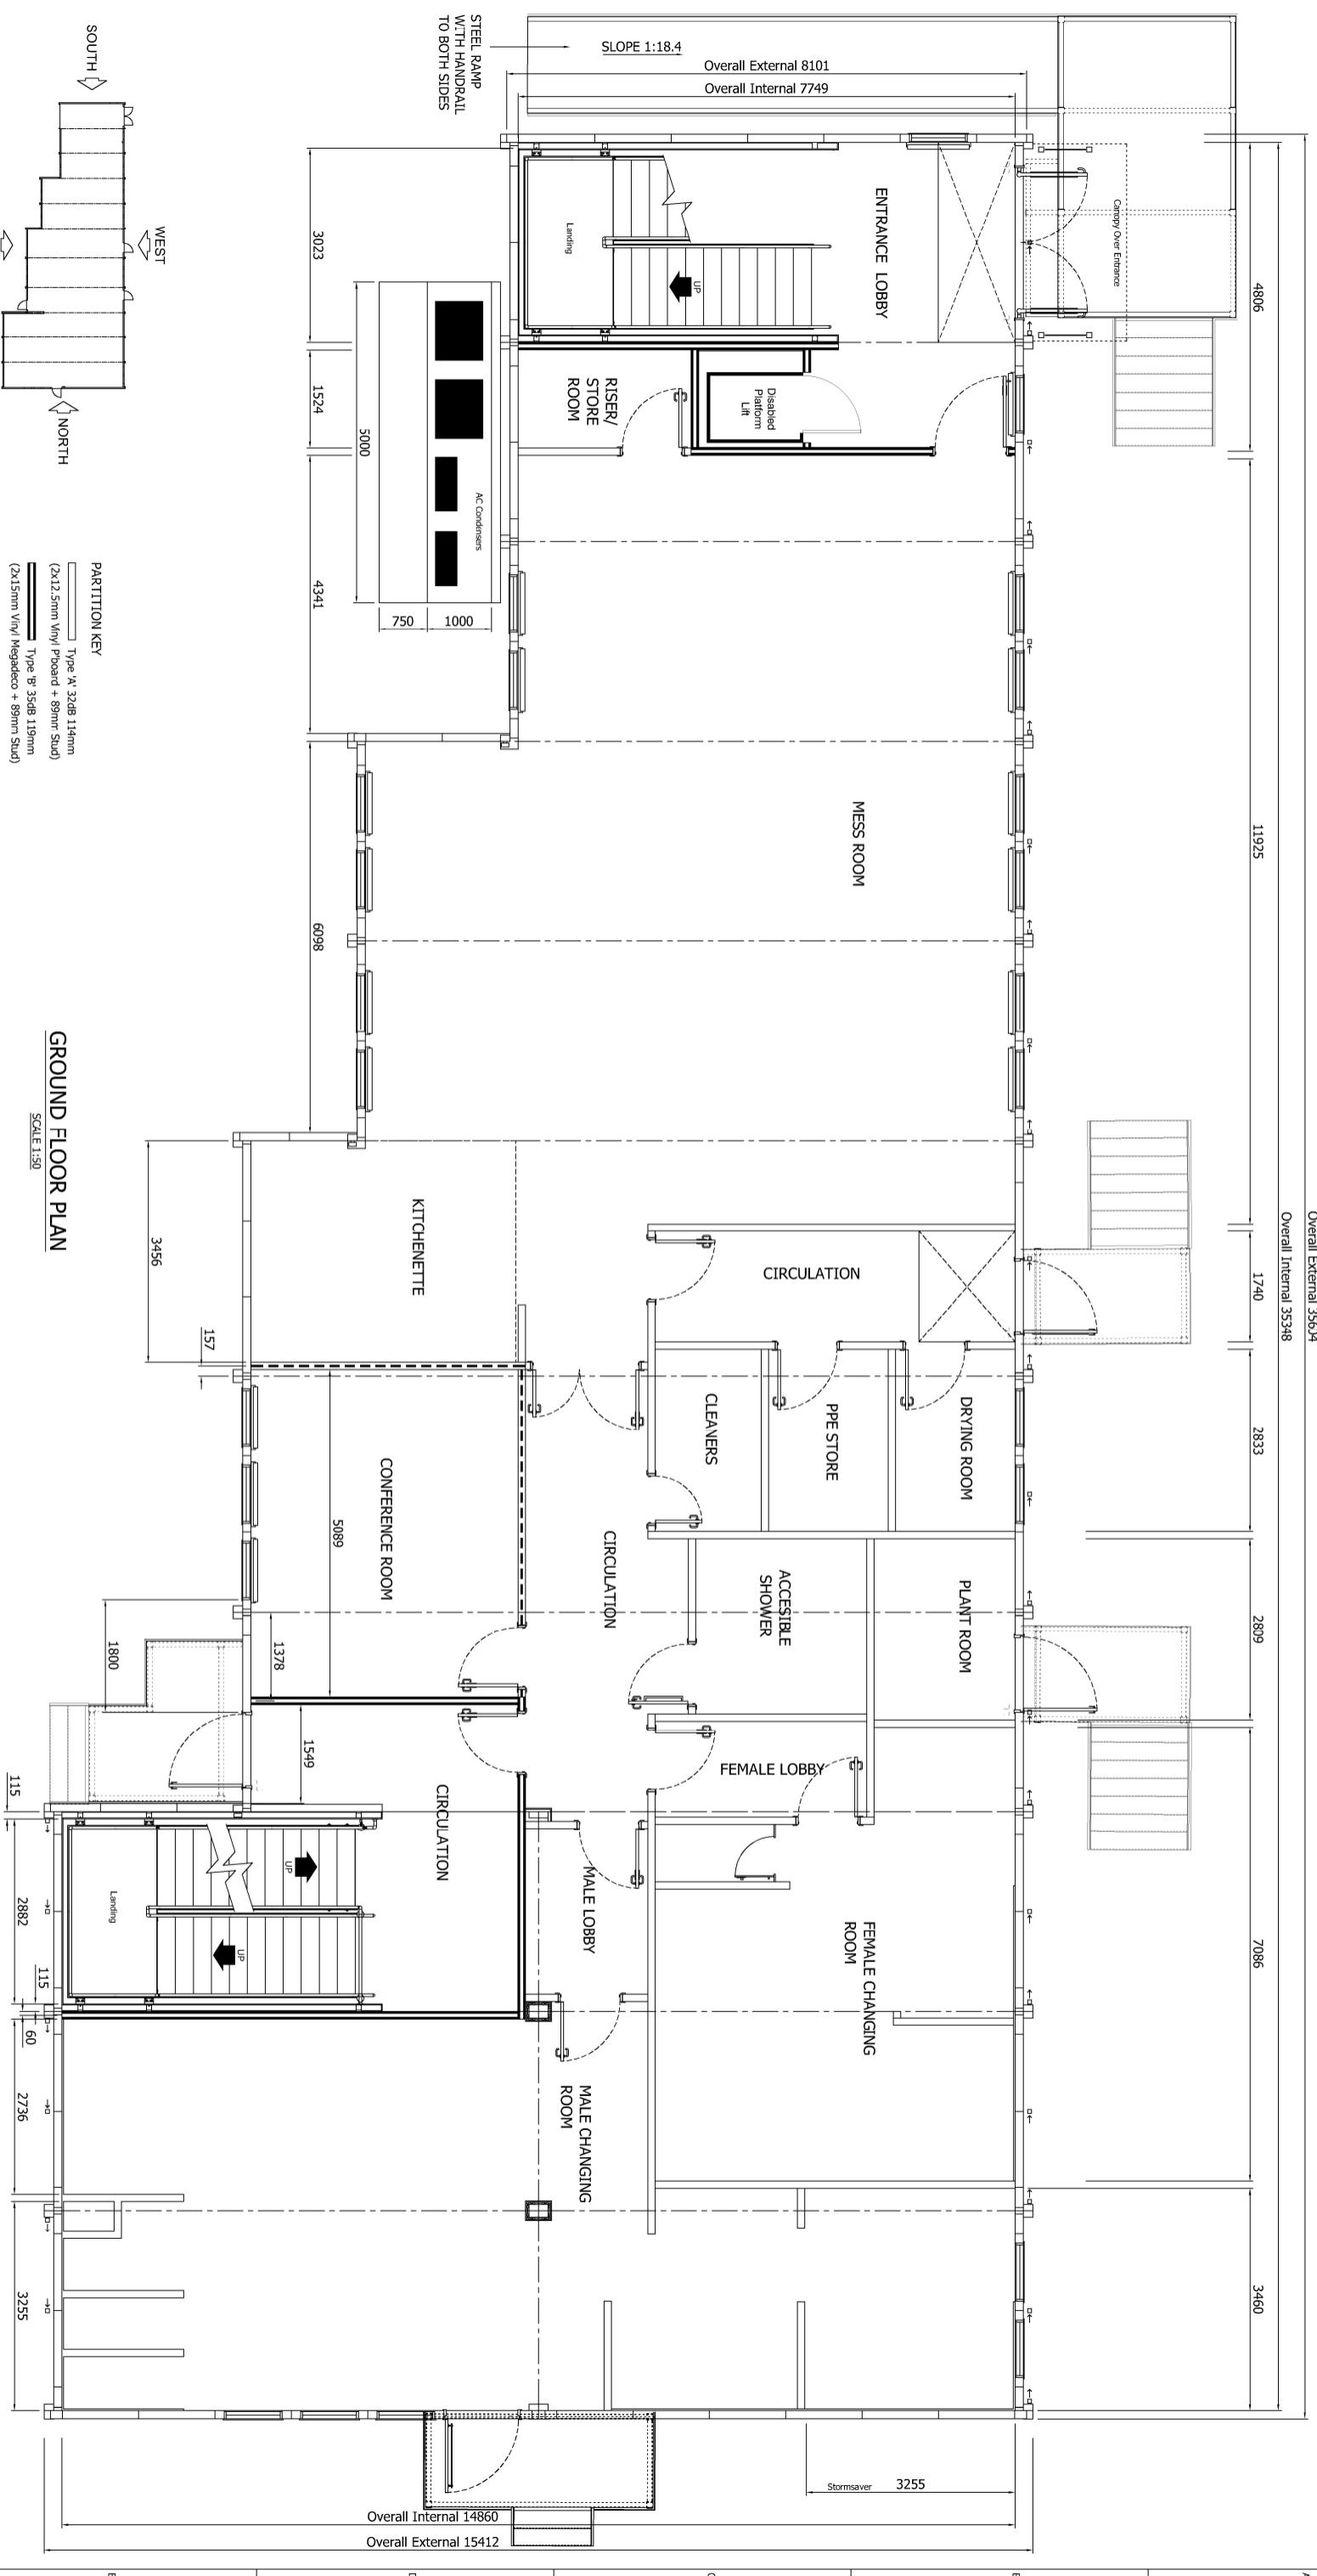 STEEL RAMP
WITH HANDRAIL
TO BOTH SIDES
SLOPE 1:18.4
Overall External 8101
Overall Internal 7749
Overall External 35604
Overall Internal 35348
4806
11925
1740
2833
2809
7086
3460
Canopy Over Entrance
ENTRANCE LOBBY
Landing
UP
RISER/
STORE
ROOM
Disabled
Platform
Lift
3023
1524
4341
6098
5000
AC Condensers
750
1000
MESS ROOM
KITCHENETTE
3456
157
CIRCULATION
CLEANERS
PPE STORE
DRYING ROOM
CONFERENCE ROOM
5089
CIRCULATION
ACCESIBLE
SHOWER
PLANT ROOM
1378
1800
1549
FEMALE LOBBY
CIRCULATION
MALE LOBBY
FEMALE CHANGING
ROOM
MALE CHANGING
ROOM
UP
UP
Landing
115
2882
115
60
2736
3255
Stormsaver 3255
Overall Internal 14860
Overall External 15412
SOUTH
WEST
NORTH
PARTITION KEY
Type 'A' 32dB 114mm
(2x12.5mm Vinyl P'board + 89mm Stud)
Type 'B' 35dB 119mm
(2x15mm Vinyl Megadeco + 89mm Stud)
GROUND FLOOR PLAN
SCALE 1:50